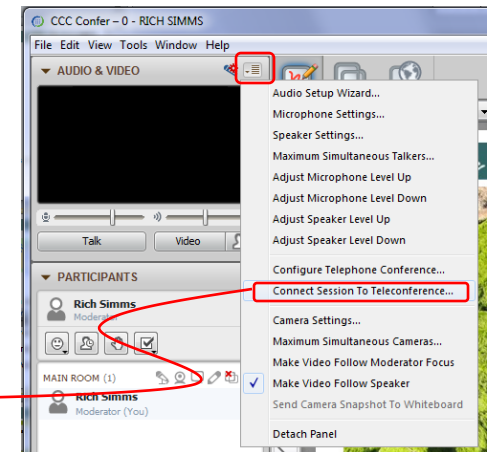 CCC Confer – 0 - RICH SIMMS
File Edit View Tools Window Help
AUDIO & VIDEO
Talk
Video
PARTICIPANTS
Rich Simms
Moderator
MAIN ROOM (1)
Rich Simms
Moderator (You)
Audio Setup Wizard...
Microphone Settings...
Speaker Settings...
Maximum Simultaneous Talkers...
Adjust Microphone Level Up
Adjust Microphone Level Down
Adjust Speaker Level Up
Adjust Speaker Level Down
Configure Telephone Conference...
Connect Session To Teleconference...
Camera Settings...
Maximum Simultaneous Cameras...
Make Video Follow Moderator Focus
Make Video Follow Speaker
Send Camera Snapshot To Whiteboard
Detach Panel